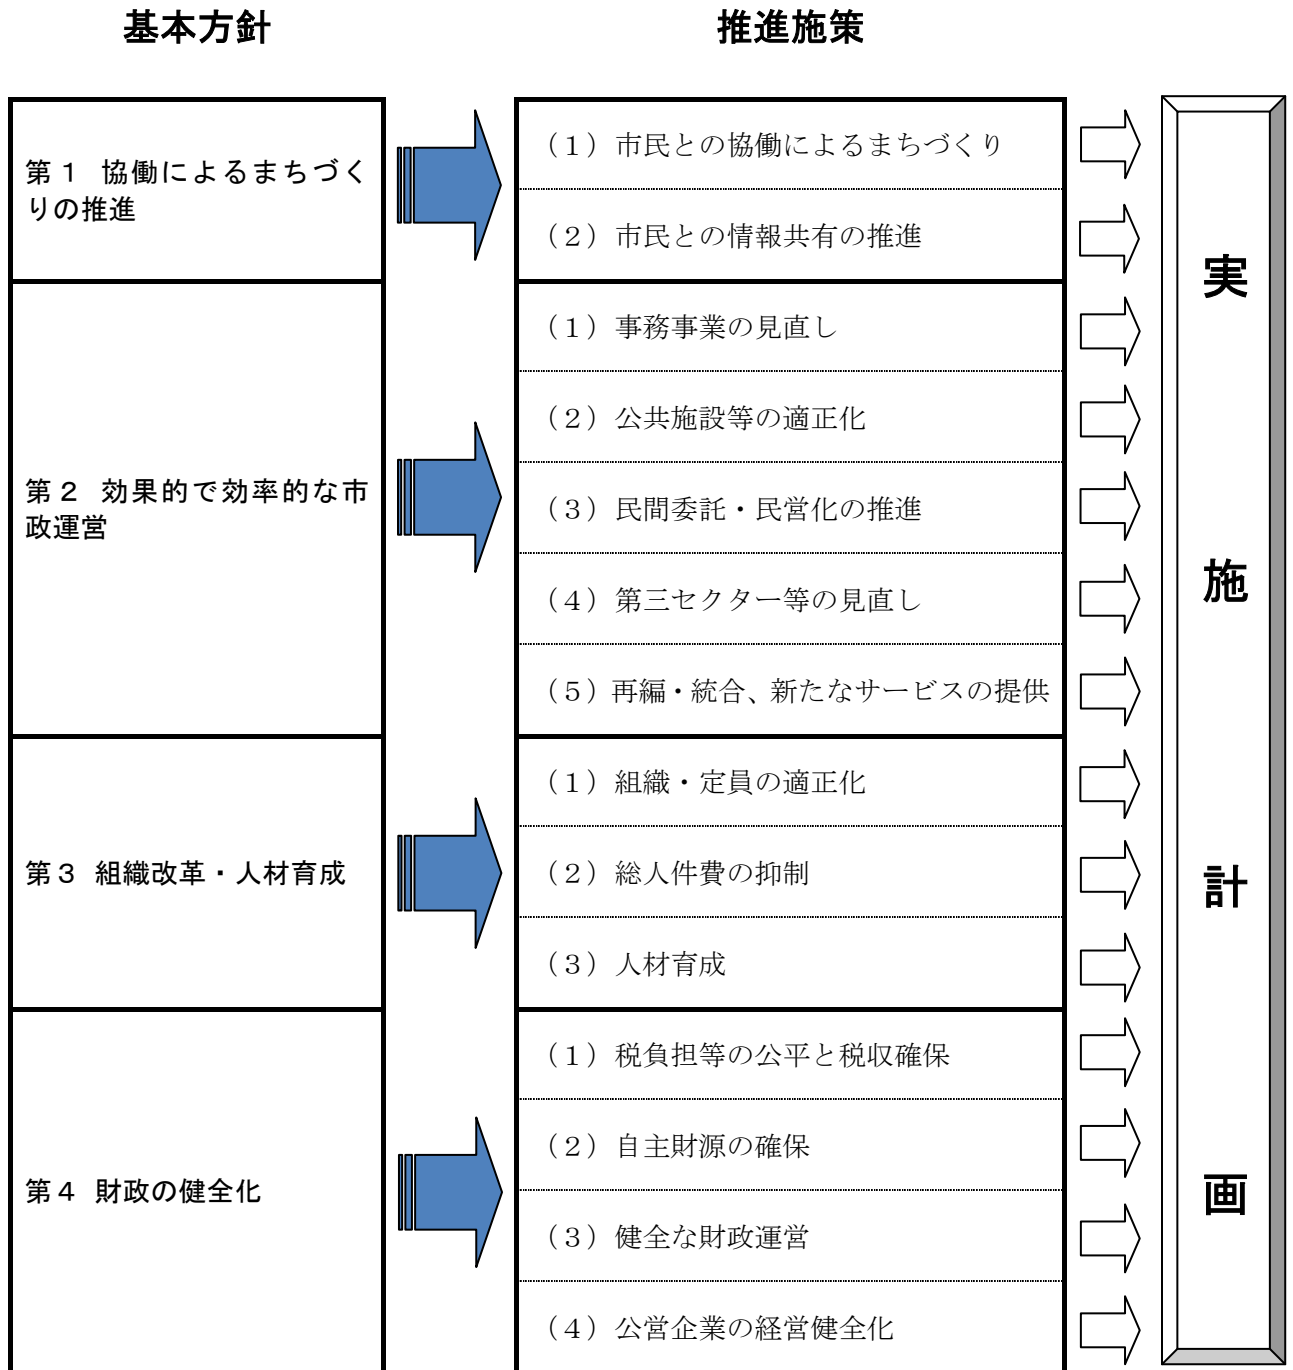 基本方針
推進施策
第１ 協働によるまちづく
りの推進
（１）市民との協働によるまちづくり
（２）市民との情報共有の推進
第２ 効果的で効率的な市
政運営
（１）事務事業の見直し
（２）公共施設等の適正化
（３）民間委託・民営化の推進
（４）第三セクター等の見直し
（５）再編・統合、新たなサービスの提供
第３ 組織改革・人材育成
（１）組織・定員の適正化
（２）総人件費の抑制
（３）人材育成
第４ 財政の健全化
（１）税負担等の公平と税収確保
（２）自主財源の確保
（３）健全な財政運営
（４）公営企業の経営健全化
実
施
計
画